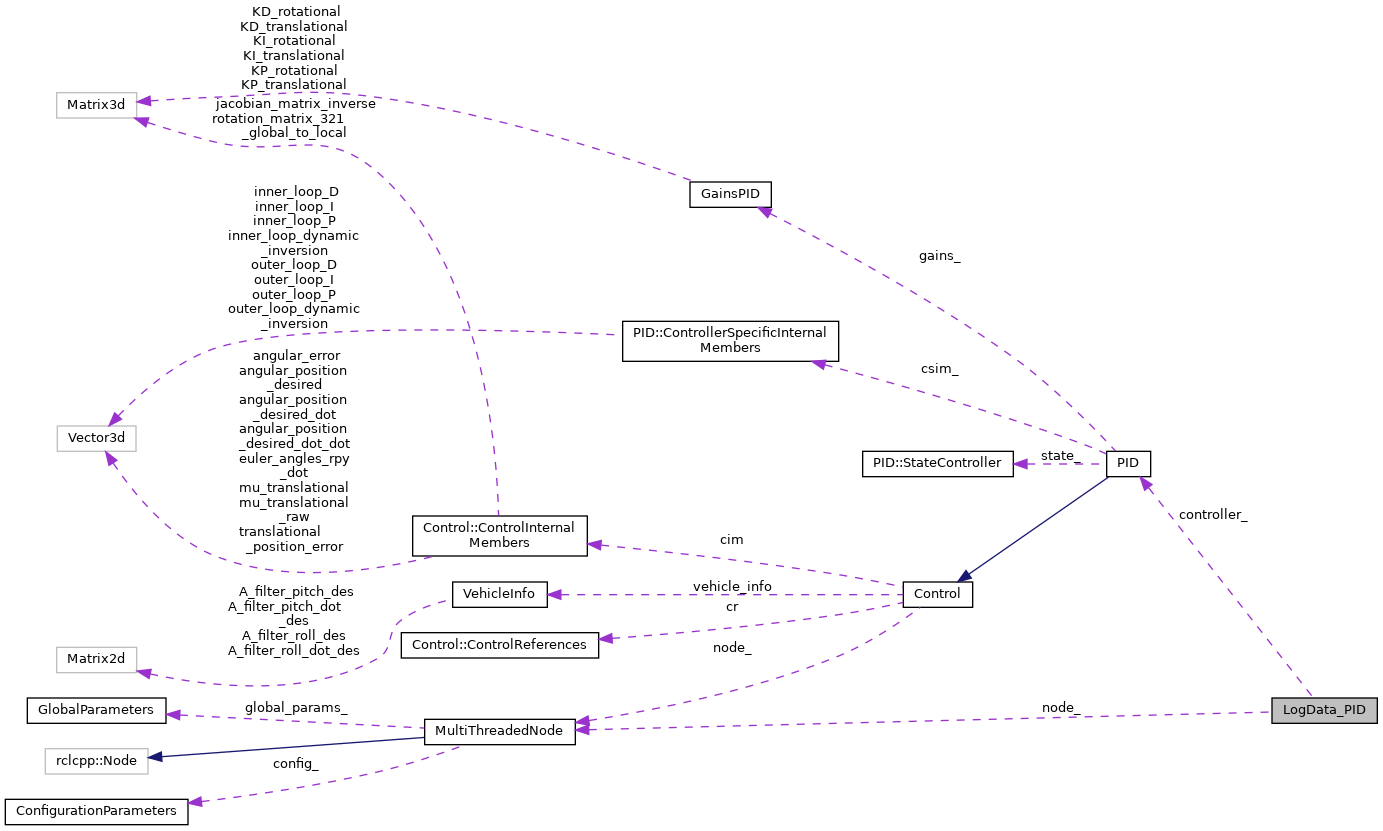 KD_rotational
KD_translational
KI_rotational
KI_translational
KP_rotational
KP_translational
Matrix3d
jacobian_matrix_inverse
rotation_matrix_321
_global_to_local
GainsPID
inner_loop_D
inner_loop_I
inner_loop_P
inner_loop_dynamic
_inversion
outer_loop_D
outer_loop_I
outer_loop_P
outer_loop_dynamic
_inversion
gains_
PID::ControllerSpecificInternal
Members
csim_
angular_error
angular_position
_desired
angular_position
_desired_dot
angular_position
_desired_dot_dot
euler_angles_rpy
_dot
mu_translational
mu_translational
_raw
translational
_position_error
Vector3d
PID::StateController
state_
PID
controller_
Control::ControlInternal
Members
cim
A_filter_pitch_des
A_filter_pitch_dot
_des
A_filter_roll_des
A_filter_roll_dot_des
VehicleInfo
vehicle_info
Control
cr
Control::ControlReferences
node_
Matrix2d
GlobalParameters
global_params_
MultiThreadedNode
node_
LogData_PID
rclcpp::Node
config_
ConfigurationParameters